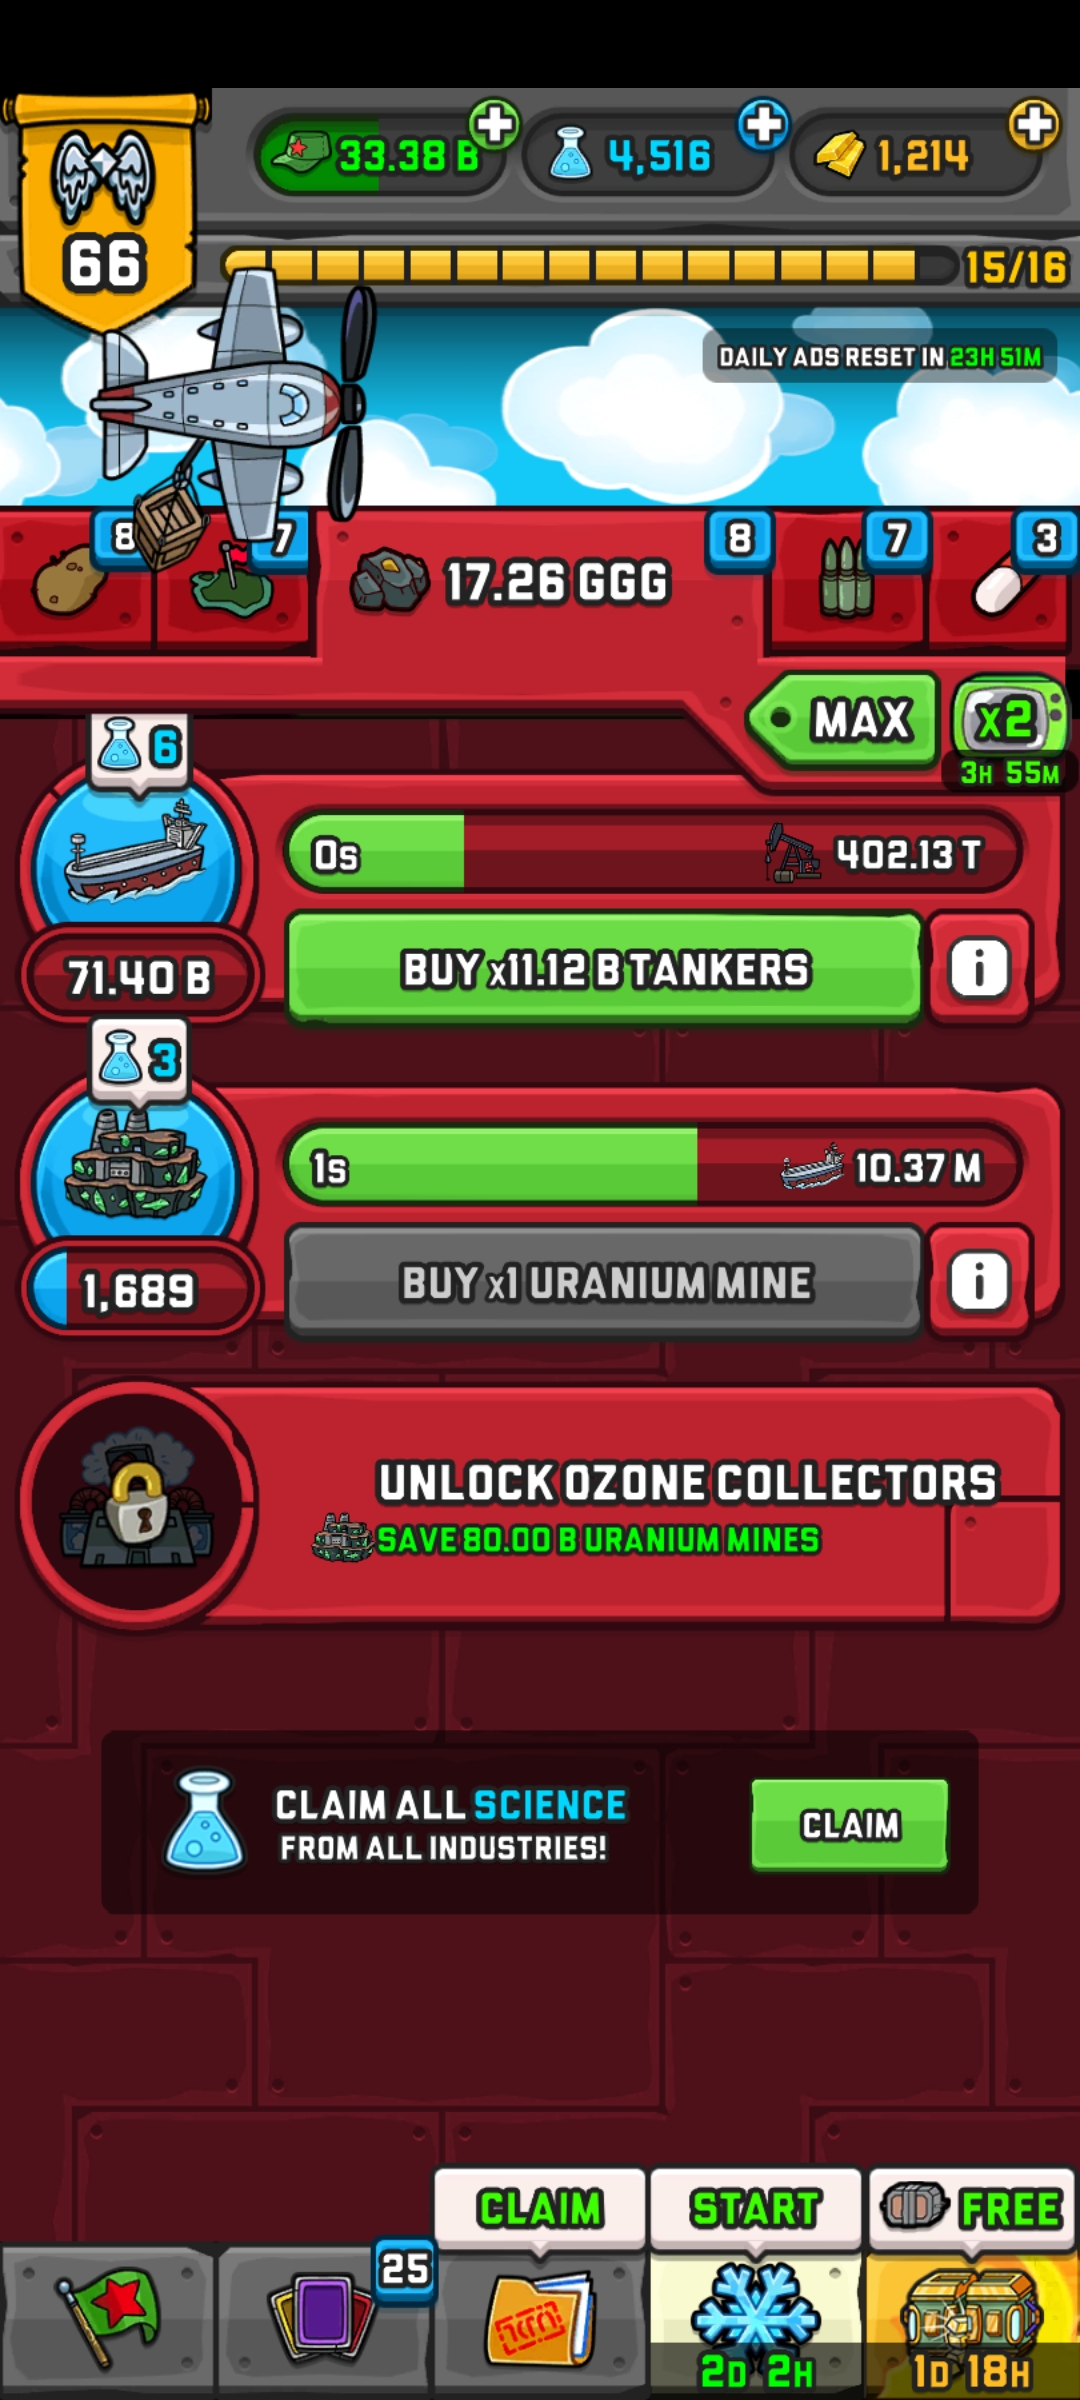 33.38 B
4,516
1,214
66
15/16
DAILY ADS RESET IN 23H 51M
8
7
17.26 GGG
8
7
3
MAX
x2
3H 55M
6
0s
402.13 T
71.40 B
BUY x11.12 B TANKERS
i
3
1s
10.37 M
1,689
BUY x1 URANIUM MINE
i
UNLOCK OZONE COLLECTORS
SAVE 80.00 B URANIUM MINES
CLAIM ALL SCIENCE
FROM ALL INDUSTRIES!
CLAIM
CLAIM
START
FREE
25
2D 2H
1D 18H